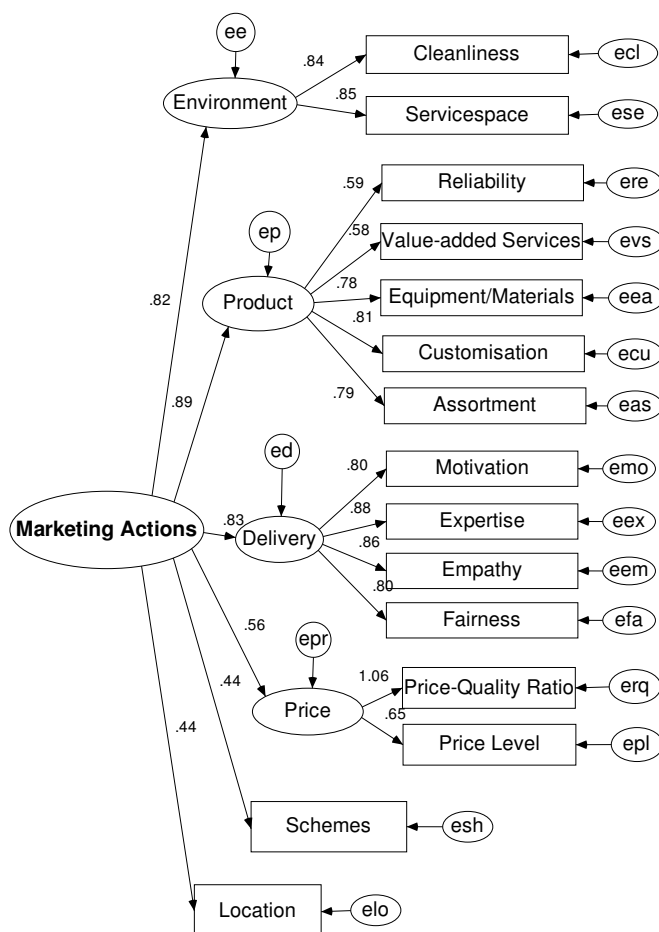 ee
.84
Cleanliness
ecl
Environment
.85
Servicespace
ese
.59
Reliability
ere
ep
.58
Value-added Services
evs
.82
Product
.78
Equipment/Materials
eea
.81
Customisation
ecu
.89
.79
Assortment
eas
ed
.80
Motivation
emo
Marketing Actions
.83
Delivery
.88
Expertise
eex
.86
Empathy
eem
.80
Fairness
efa
.56
epr
1.06
Price-Quality Ratio
erq
.44
Price
.65
Price Level
epl
.44
Schemes
esh
Location
elo